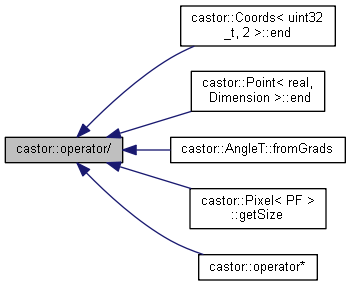 castor::Coords< uint32
_t, 2 >::end
castor::Point< real,
Dimension >::end
castor::operator/
castor::AngleT::fromGrads
castor::Pixel< PF >
::getSize
castor::operator*